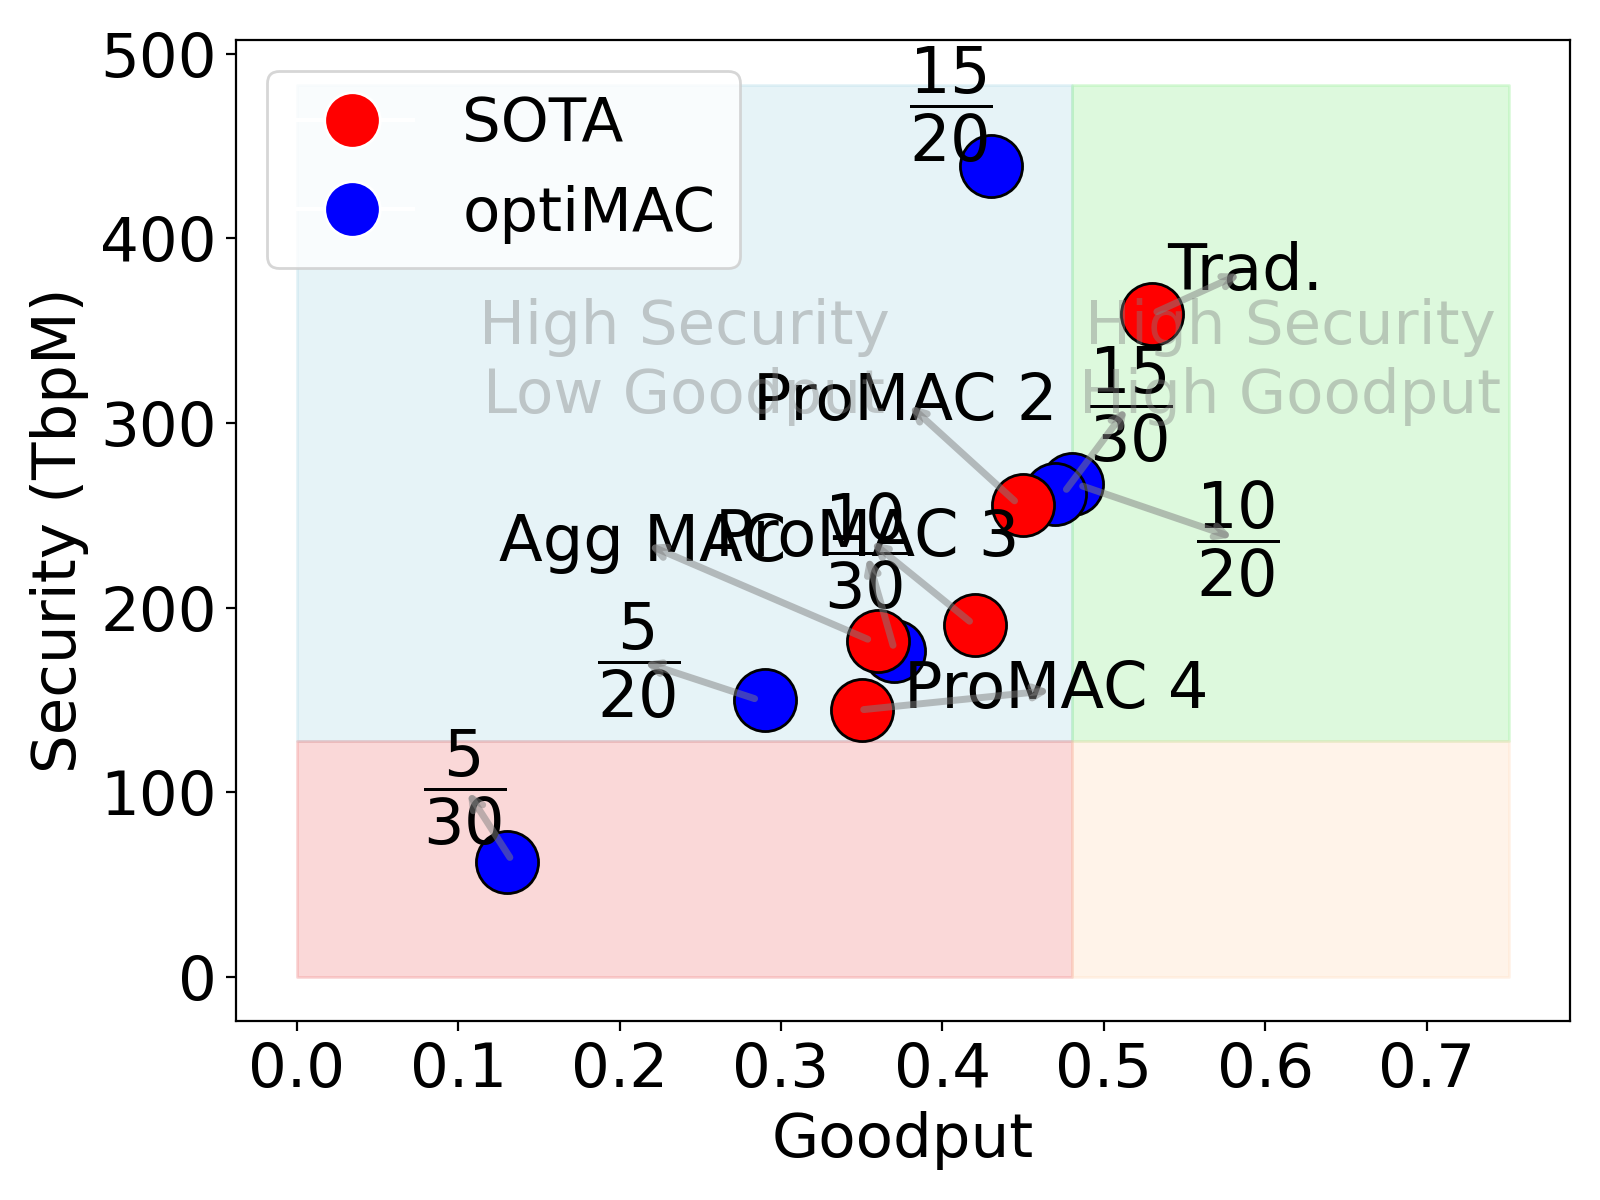 500
400
300
200
100
0
Security (TbpM)
SOTA
optiMAC
15
20
Trad.
High Security
Low Goodput
High Security
High Goodput
ProMAC 2
15
30
Agg MAC
ProMAC 3
10
30
10
20
5
20
ProMAC 4
5
30
0.0 0.1 0.2 0.3 0.4 0.5 0.6 0.7
Goodput